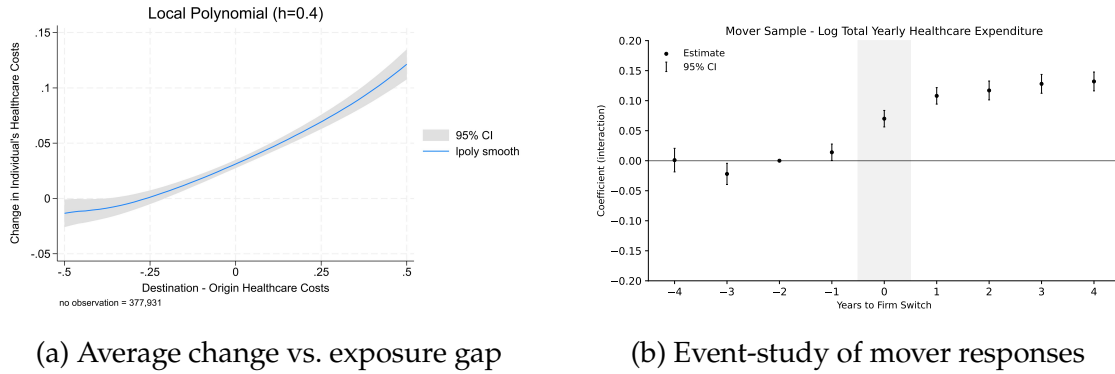 Local Polynomial (h=0.4)
Change in Individual's Healthcare Costs
.15
.1
.05
0
-.05
-.5
-.25
0
.25
.5
Destination - Origin Healthcare Costs
no observation = 377,931
95% CI
lpoly smooth
(a) Average change vs. exposure gap
Mover Sample - Log Total Yearly Healthcare Expenditure
Coefficient (interaction)
0.20
0.15
0.10
0.05
0.00
−0.05
−0.10
−0.15
−0.20
Estimate
95% CI
−4
−3
−2
−1
0
1
2
3
4
Years to Firm Switch
(b) Event-study of mover responses